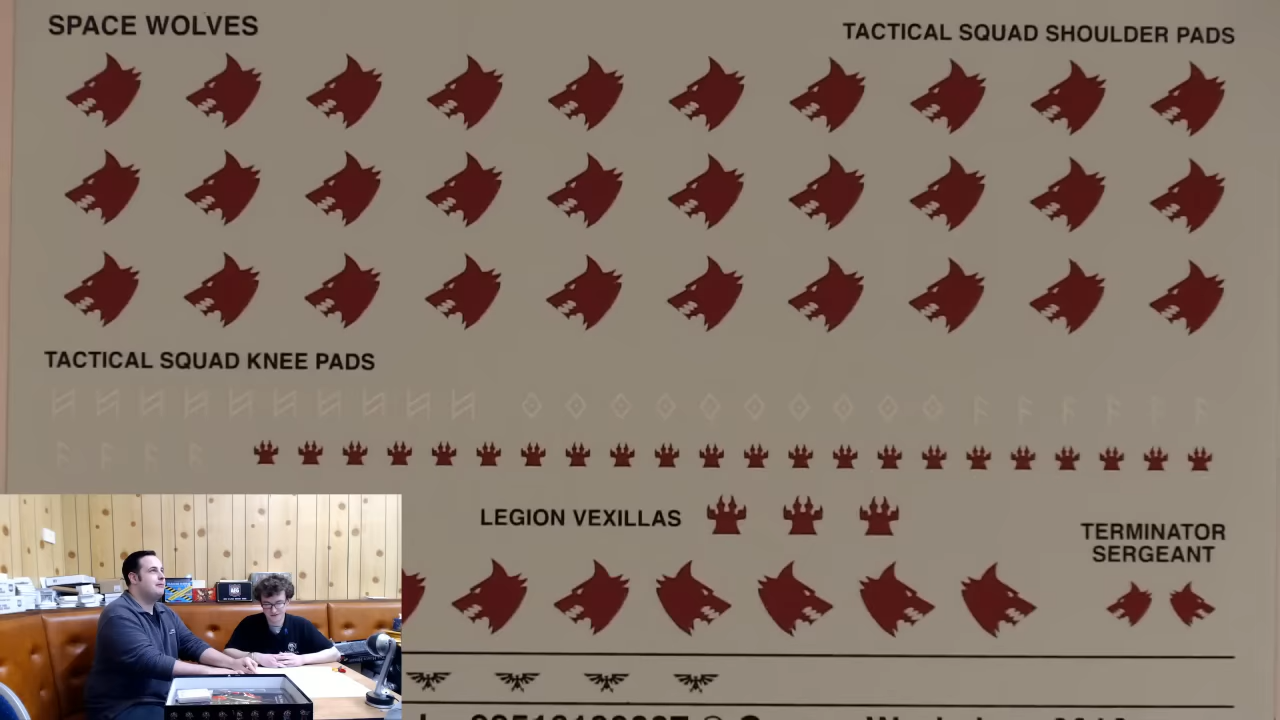 SPACE WOLVES
TACTICAL SQUAD SHOULDER PADS
TACTICAL SQUAD KNEE PADS
LEGION VEXILLAS
TERMINATOR
SERGEANT